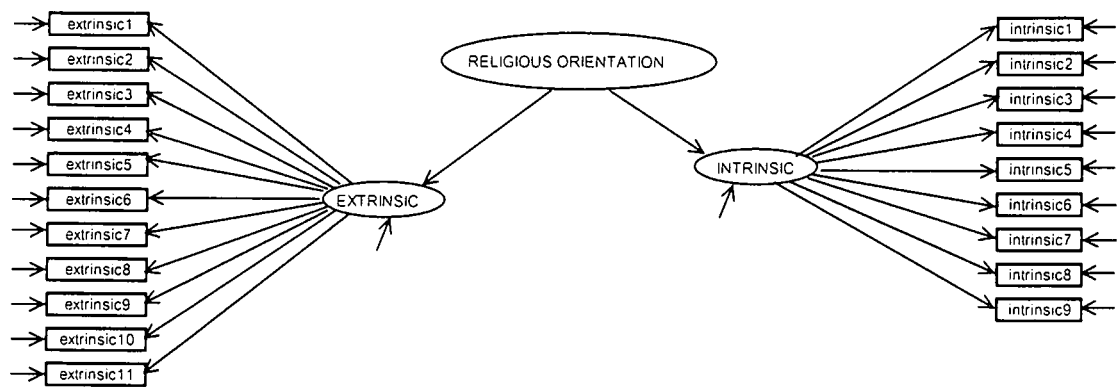 extrinsic1
extrinsic2
extrinsic3
extrinsic4
extrinsic5
extrinsic6
extrinsic7
extrinsic8
extrinsic9
extrinsic10
extrinsic11
RELIGIOUS ORIENTATION
EXTRINSIC
INTRINSIC
intrinsic1
intrinsic2
intrinsic3
intrinsic4
intrinsic5
intrinsic6
intrinsic7
intrinsic8
intrinsic9